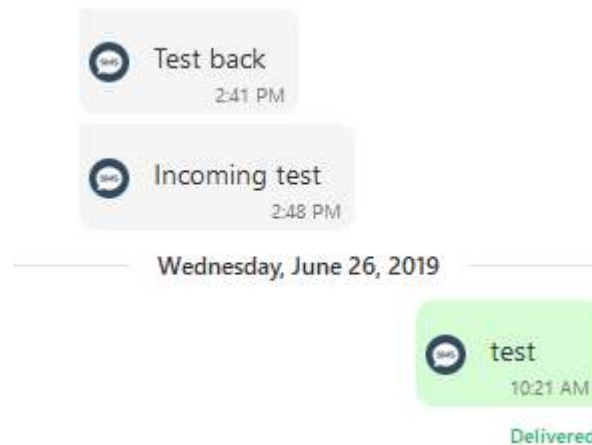 Test back
2:41 PM
Incoming test
2:48 PM
Wednesday, June 26, 2019
test
10:21 AM
Delivered